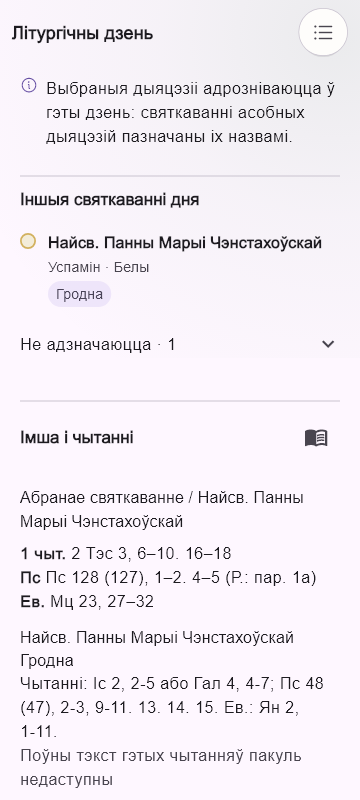 Літургічны дзень
Выбраныя дыяцэзіі адрозніваюцца ў
гэты дзень: святкаванні асобных
дыяцэзій пазначаны іх назвамі.
Іншыя святкаванні дня
Найсв. Панны Марыі Чэнстахоўскай
Успамін · Белы
Гродна
Не адзначаюцца · 1
Імша і чытанні
Абранае святкаванне / Найсв. Панны
Марыі Чэнстахоўскай
1 чыт. 2 Тэс 3, 6–10. 16–18
Пс Пс 128 (127), 1–2. 4–5 (Р.: пар. 1а)
Ев. Мц 23, 27–32
Найсв. Панны Марыі Чэнстахоўскай
Гродна
Чытанні: Іс 2, 2-5 або Гал 4, 4-7; Пс 48
(47), 2-3, 9-11. 13. 14. 15. Ев.: Ян 2,
1-11.
Поўны тэкст гэтых чытанняў пакуль
недаступны